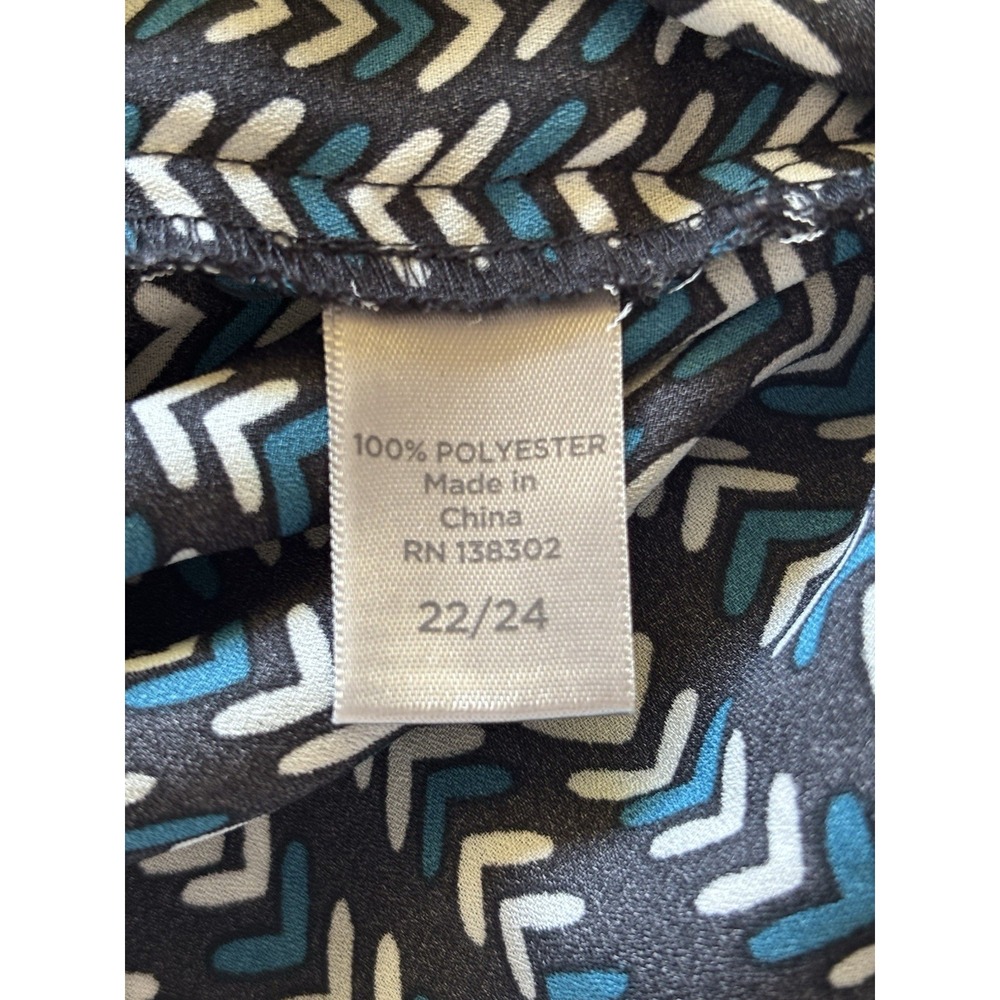 100% POLYESTER
Made in
China
RN 138302
22/24